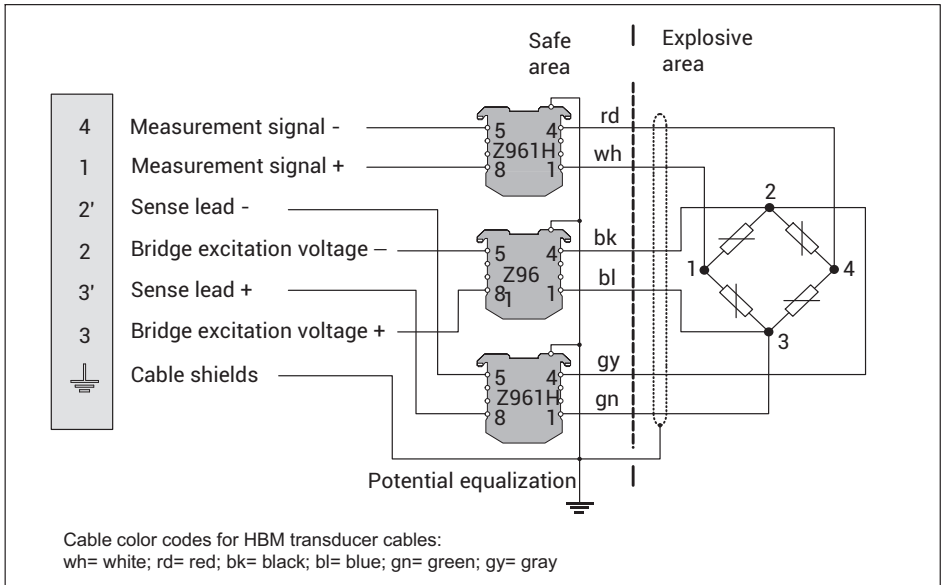 Safe area
Explosive area
4 Measurement signal -
1 Measurement signal +
2' Sense lead -
2 Bridge excitation voltage –
3' Sense lead +
3 Bridge excitation voltage +
Cable shields
5 4
Z961H
8 1
rd
wh
5 4
Z96
8 1
1
bk
bl
5 4
Z961H
8 1
gy
gn
2
1
4
3
Potential equalization
Cable color codes for HBM transducer cables:
wh= white; rd= red; bk= black; bl= blue; gn= green; gy= gray